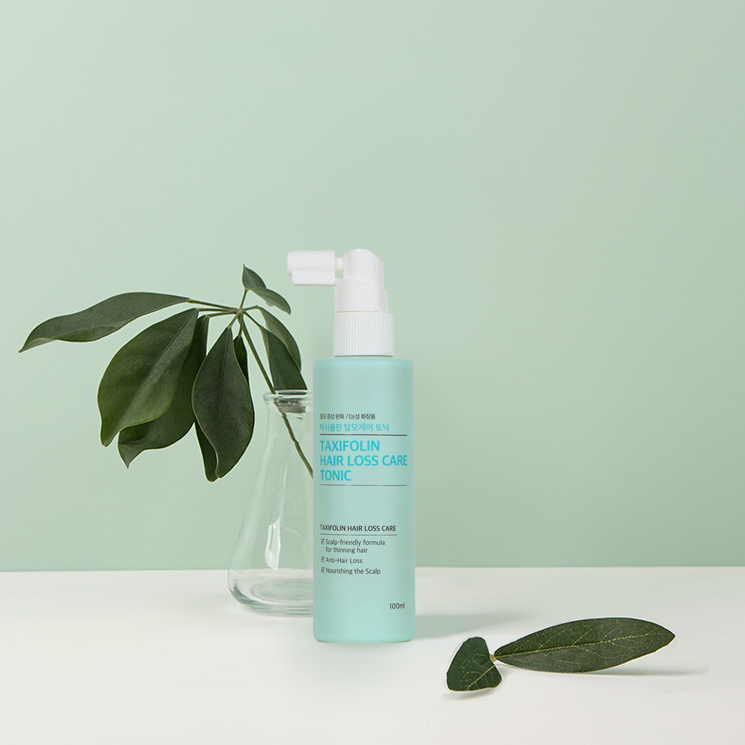 탈모 증상 완화 기능성 화장품
탁시폴린 탈모케어 토닉
TAXIFOLIN
HAIR LOSS CARE
TONIC
TAXIFOLIN HAIR LOSS CARE
Scalp-friendly formula
for thinning hair
Anti-Hair Loss
Nourishing the Scalp
100ml